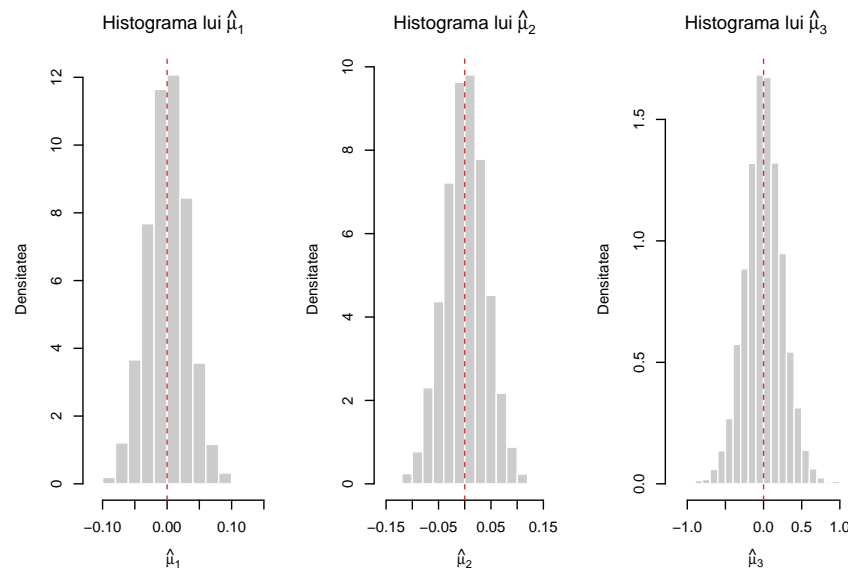 Histograma lui μ̂₁
Densitatea
0 2 4 6 8 10 12
−0.10 0.00 0.10
μ̂₁
Histograma lui μ̂₂
Densitatea
0 2 4 6 8 10
−0.15 −0.05 0.05 0.15
μ̂₂
Histograma lui μ̂₃
Densitatea
0.0 0.5 1.0 1.5
−1.0 0.0 0.5 1.0
μ̂₃